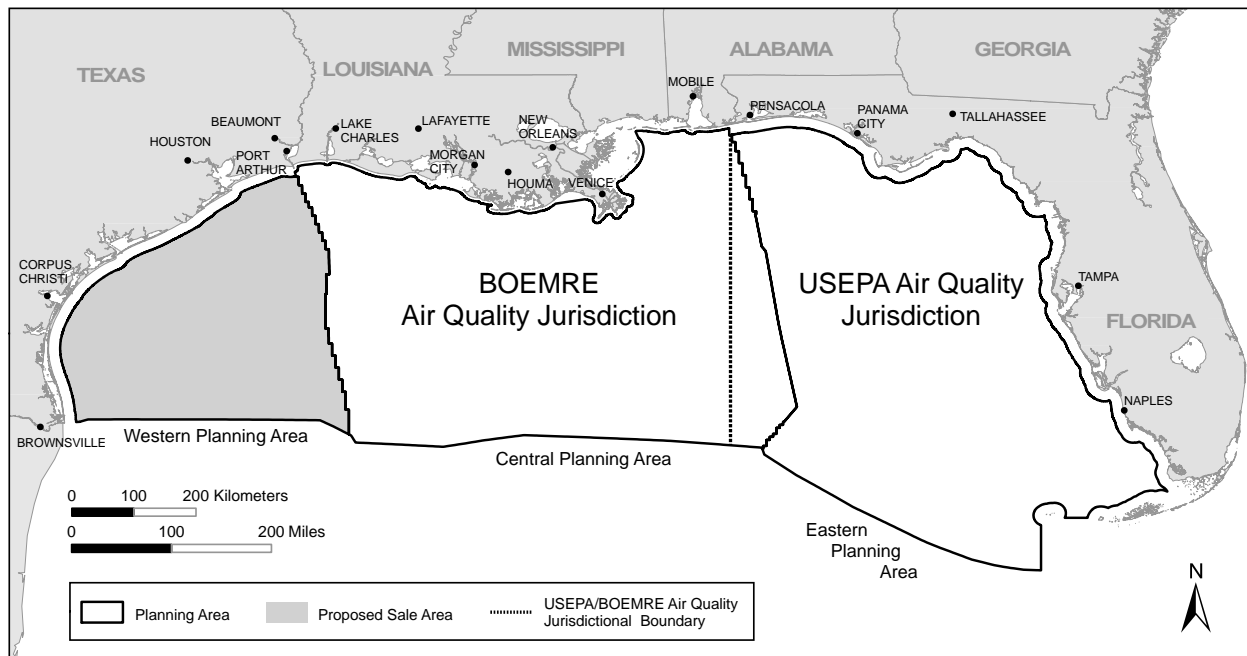 MISSISSIPPI
ALABAMA
GEORGIA
TEXAS
LOUISIANA
MOBILE
PENSACOLA
PANAMA
CITY
TALLAHASSEE
BEAUMONT
LAKE
CHARLES
LAFAYETTE
NEW
ORLEANS
HOUSTON
PORT
ARTHUR
MORGAN
CITY
HOUMA
VENICE
CORPUS
CHRISTI
TAMPA
BOEMRE
Air Quality Jurisdiction
USEPA Air Quality
Jurisdiction
FLORIDA
NAPLES
BROWNSVILLE
Western Planning Area
Central Planning Area
Eastern
Planning
Area
0 100 200 Kilometers
0 100 200 Miles
N
Planning Area
Proposed Sale Area
USEPA/BOEMRE Air Quality
Jurisdictional Boundary